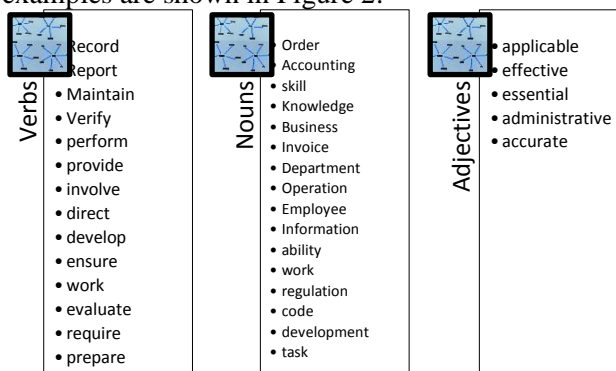 examples are shown in Figure 2.
Verbs
Record
Report
• Maintain
• Verify
• perform
• provide
• involve
• direct
• develop
• ensure
• work
• evaluate
• require
• prepare
Nouns
• Order
• Accounting
• skill
• Knowledge
• Business
• Invoice
• Department
• Operation
• Employee
• Information
• ability
• work
• regulation
• code
• development
• task
Adjectives
• applicable
• effective
• essential
• administrative
• accurate